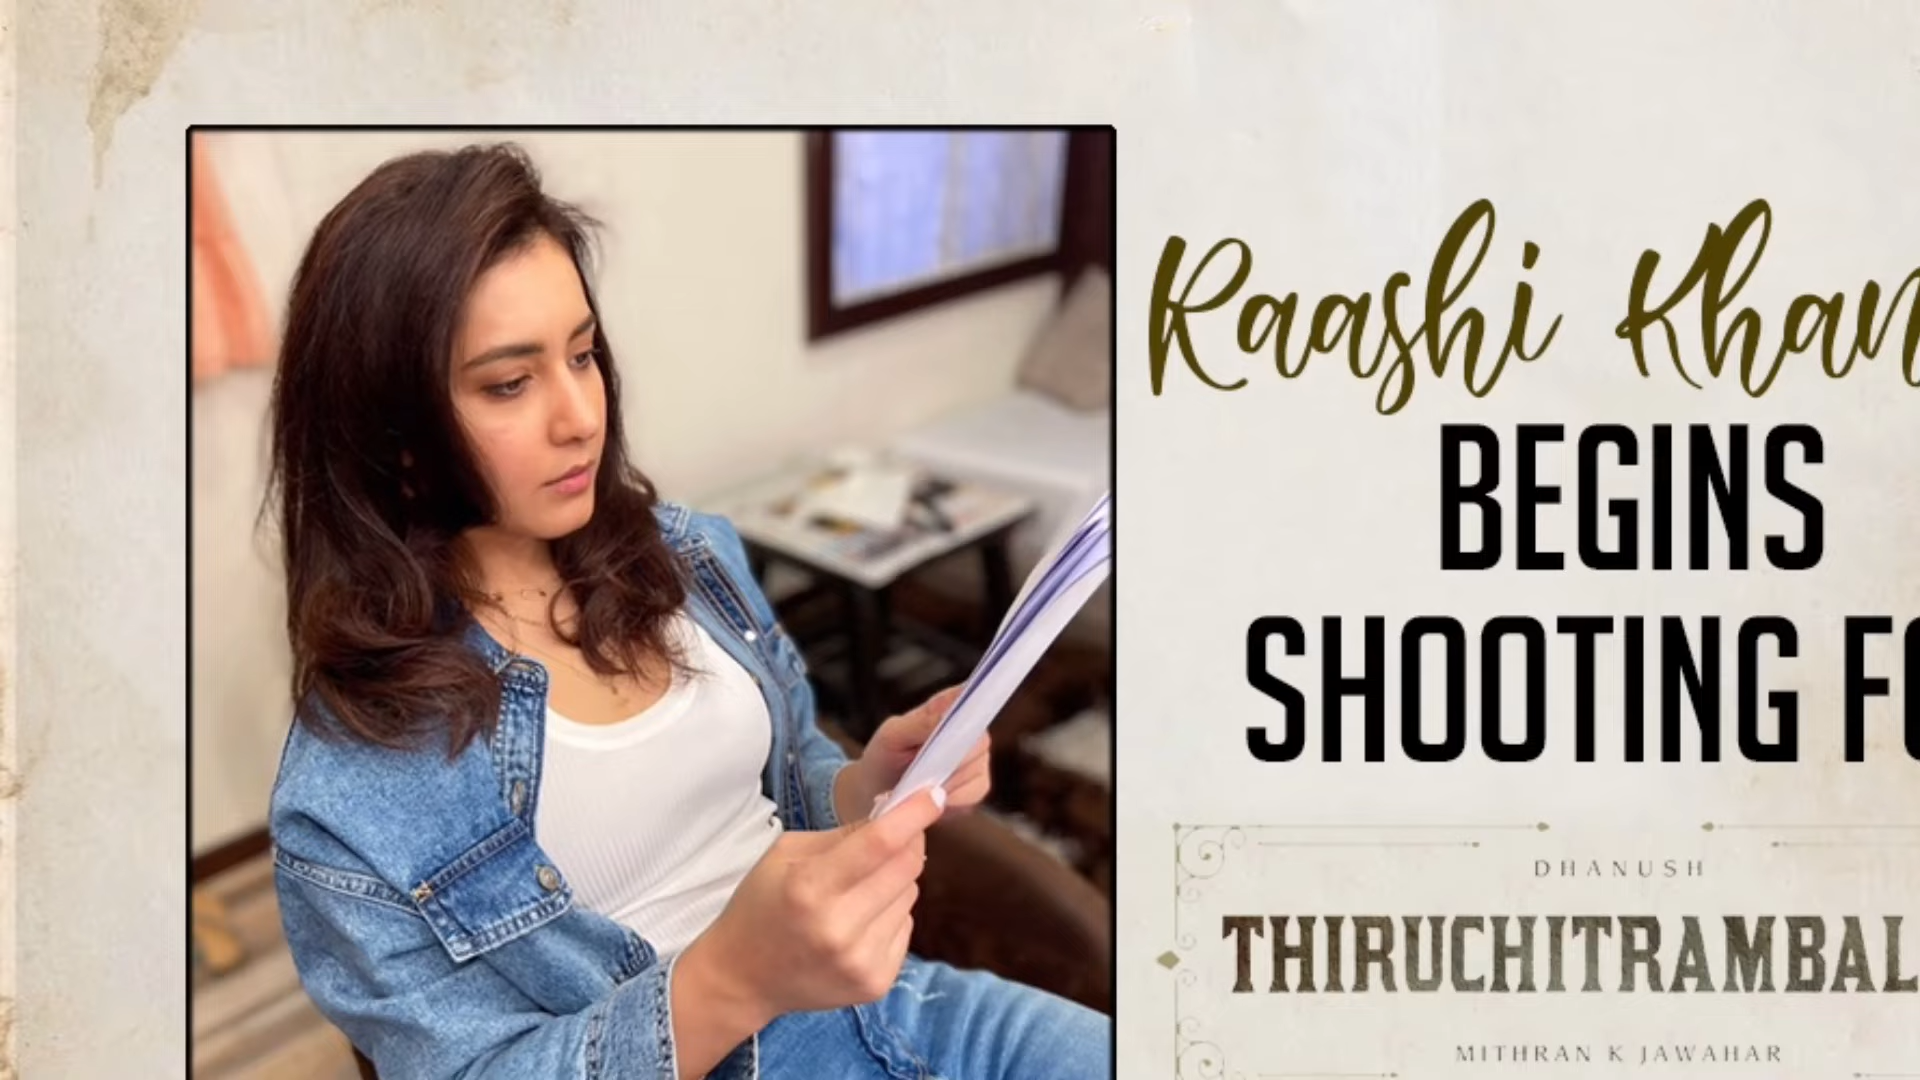 Raashi Khan
BEGINS
SHOOTING FO
DHANUSH
THIRUCHITRAMBAL
MITHRAN K JAWAHAR